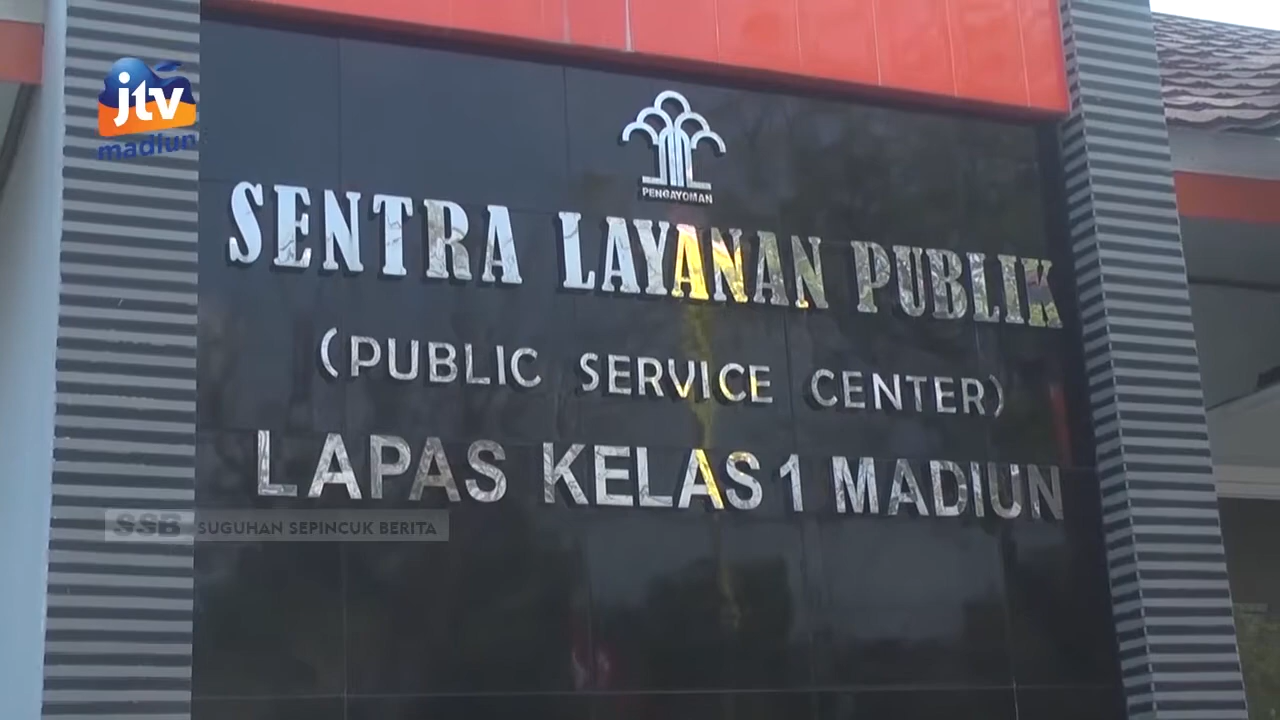 jtv
madiun
PENGAYOMAN
SENTRA LAYANAN PUBLIK
(PUBLIC SERVICE CENTER)
LAPAS KELAS 1 MADIUN
SSB SUGUHAN SEPINCUK BERITA